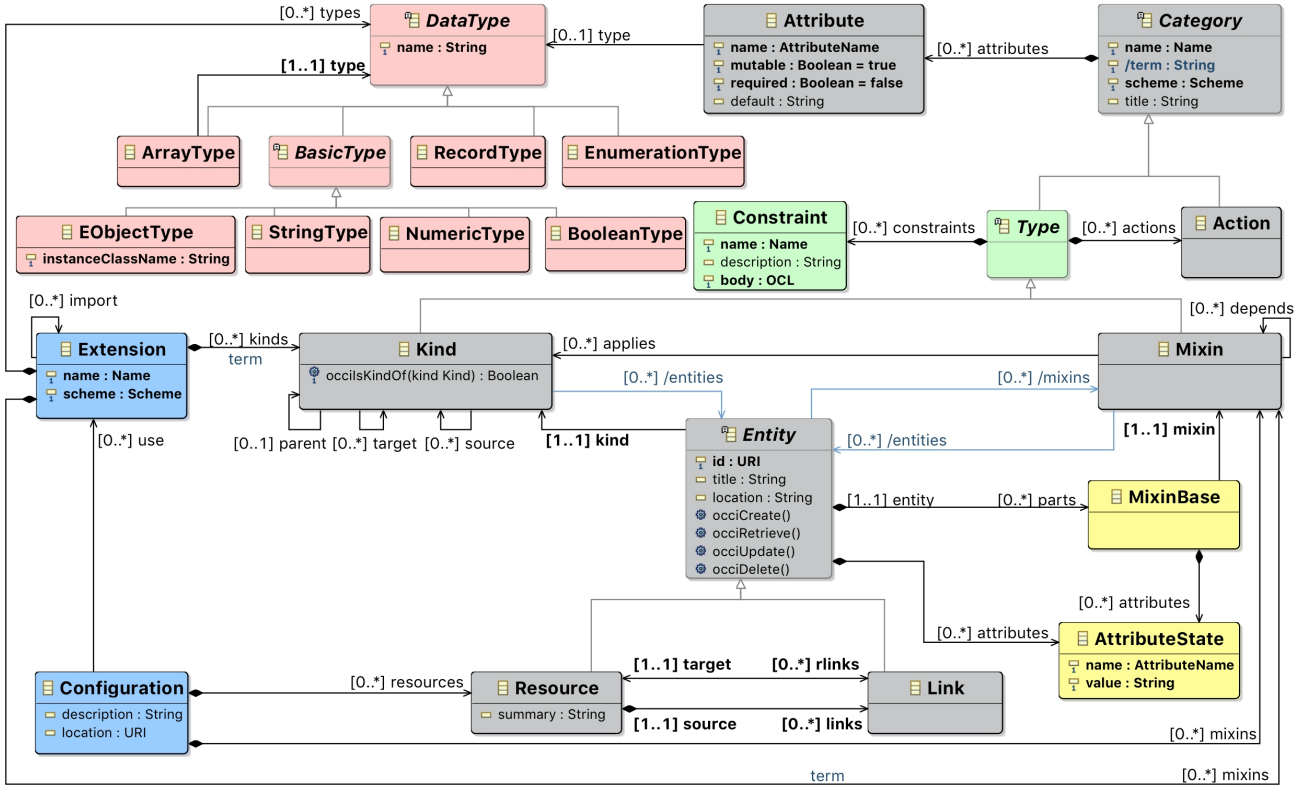 [0..*] types
DataType
name : String
[0..1] type
Attribute
name : AttributeName
mutable : Boolean = true
required : Boolean = false
default : String
[0..*] attributes
Category
name : Name
/term : String
scheme : Scheme
title : String
[1..1] type
ArrayType
BasicType
RecordType
EnumerationType
EObjectType
instanceClassName : String
StringType
NumericType
BooleanType
Constraint
name : Name
description : String
body : OCL
[0..*] constraints
Type
[0..*] actions
Action
[0..*] import
Extension
name : Name
scheme : Scheme
[0..*] kinds
term
Kind
occiIsKindOf(kind Kind) : Boolean
[0..*] applies
[0..*] depends
Mixin
[0..*] /entities
[0..*] /mixins
[0..1] parent
[0..*] target
[0..*] source
[1..1] kind
[0..*] use
Entity
id : URI
title : String
location : String
occiCreate()
occiRetrieve()
occiUpdate()
occiDelete()
[0..*] /entities
[1..1] mixin
[1..1] entity
[0..*] parts
MixinBase
[0..*] attributes
[0..*] attributes
AttributeState
name : AttributeName
value : String
Configuration
description : String
location : URI
[0..*] resources
Resource
summary : String
[1..1] target
[0..*] rlinks
[1..1] source
[0..*] links
Link
[0..*] mixins
term
[0..*] mixins